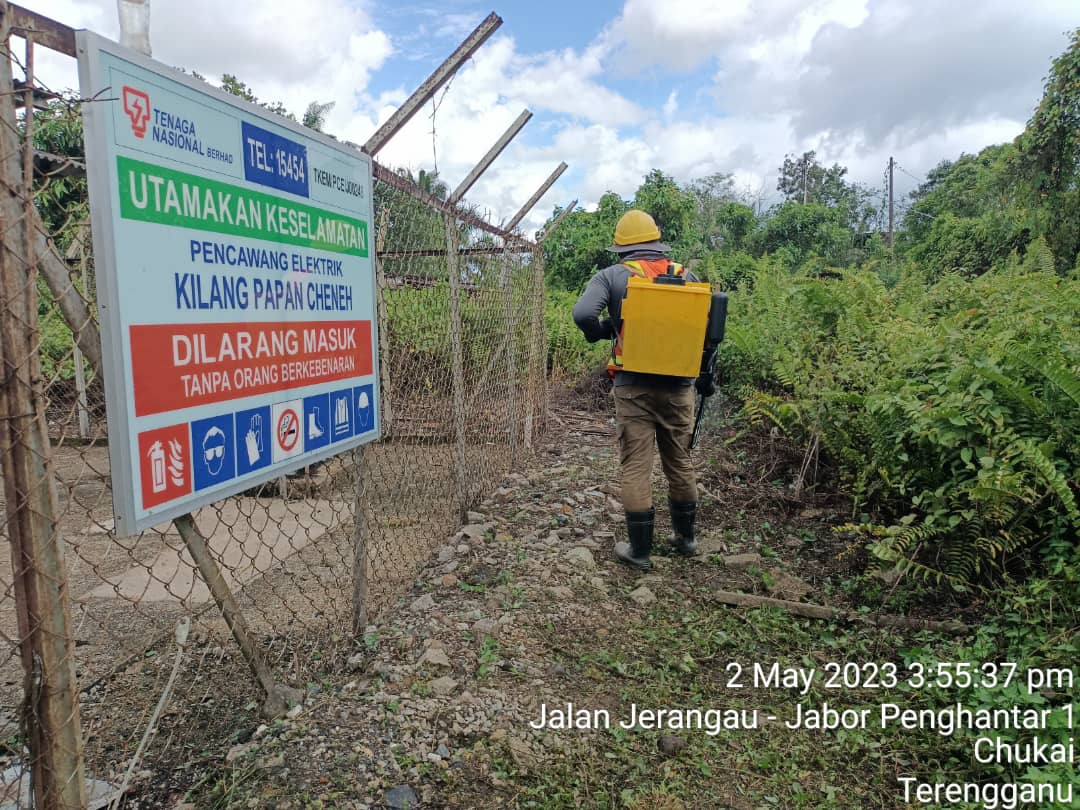 TENAGA
NASIONAL BERHAD
TEL: 15454
UTAMAKAN KESELAMATAN
PENCAWANG ELEKTRIK
KILANG PAPAN CHENEH
DILARANG MASUK
TANPA ORANG BERKEBENARAN
2 May 2023 3:55:37 pm
Jalan Jerangau - Jabor Penghantar 1
Chukai
Terengganu